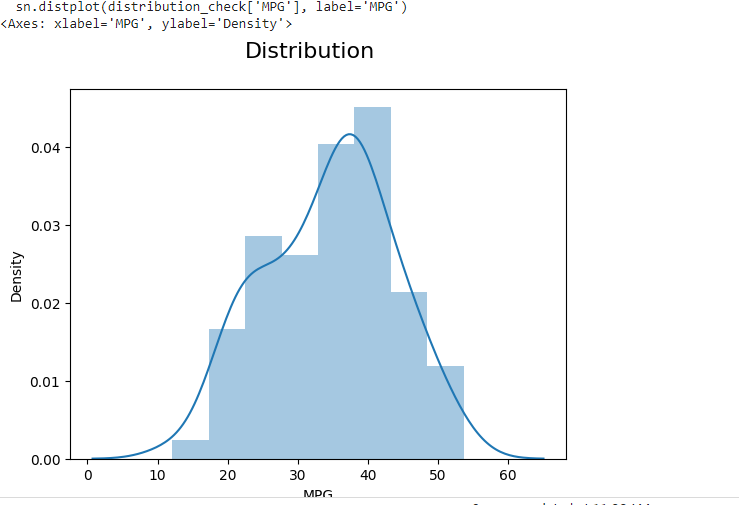 sn.distplot(distribution_check['MPG'], label='MPG')
<Axes: xlabel='MPG', ylabel='Density'>
Distribution
0.04
0.03
0.02
0.01
0.00
Density
0 10 20 30 40 50 60
MPG